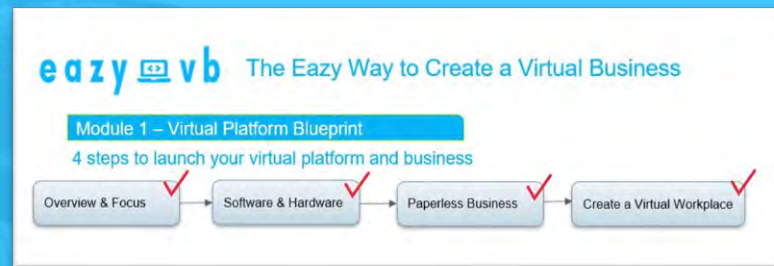 eazy vb The Eazy Way to Create a Virtual Business
Module 1 – Virtual Platform Blueprint
4 steps to launch your virtual platform and business
Overview & Focus Software & Hardware Paperless Business Create a Virtual Workplace